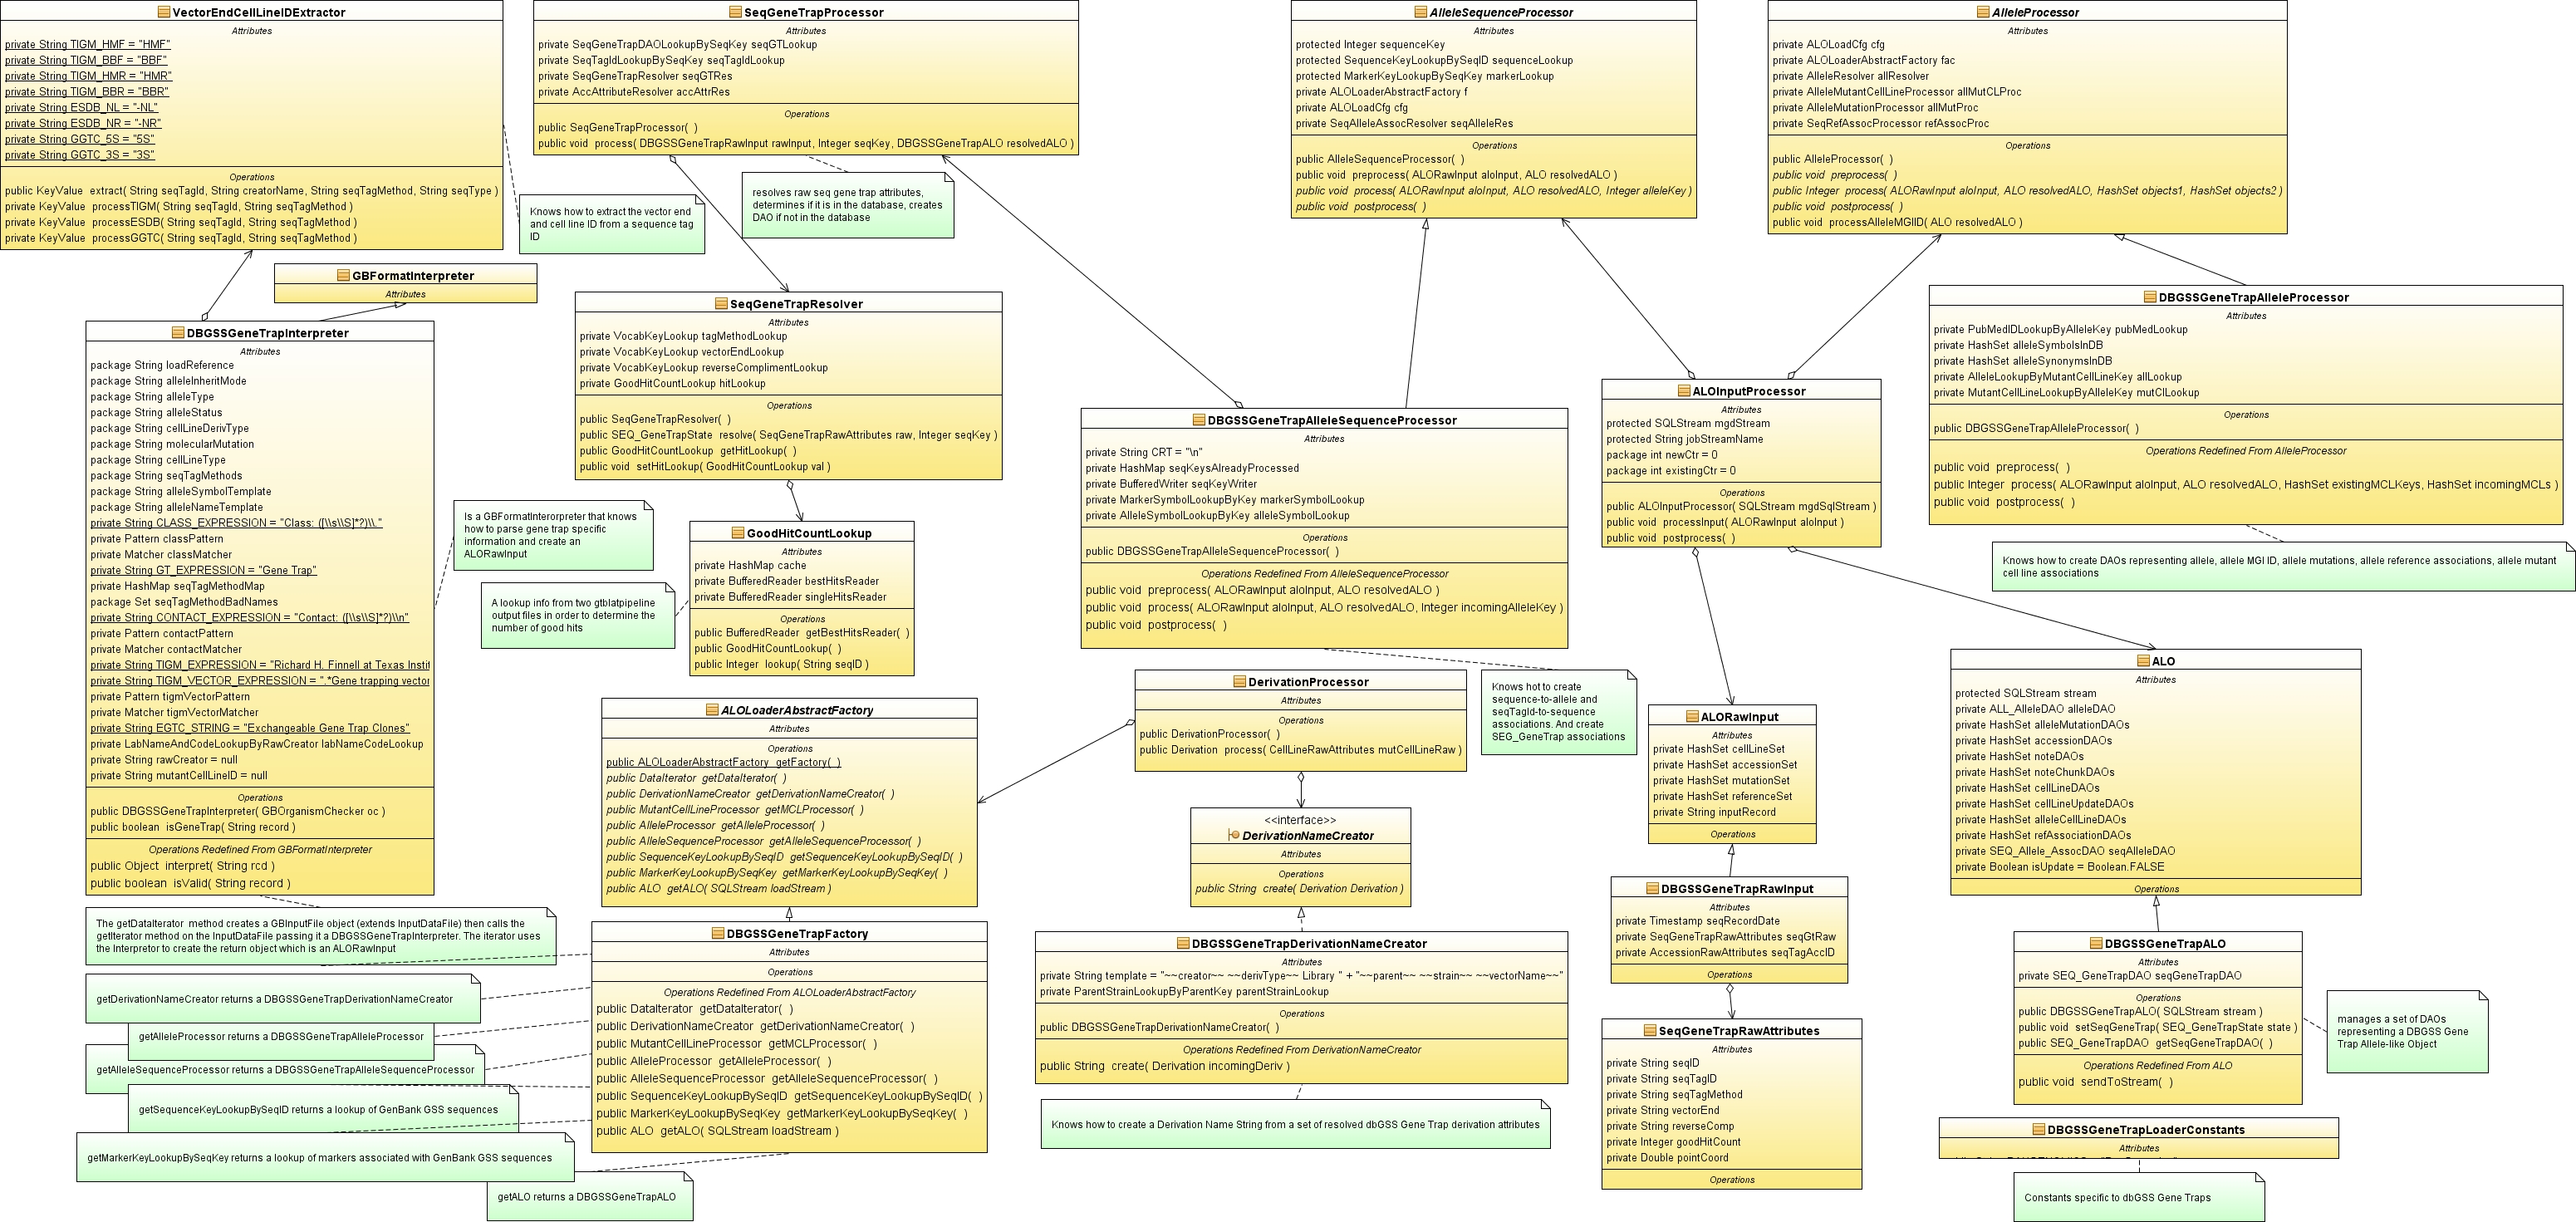 VectorEndCellLineIDExtractor
Attributes
private String TIGM_HMF = "HMF"
private String TIGM_BBF = "BBF"
private String TIGM_HMR = "HMR"
private String TIGM_BBR = "BBR"
private String ESDB_NL = "-NL"
private String ESDB_NR = "-NR"
private String GGTC_5S = "5S"
private String GGTC_3S = "3S"
Operations
public KeyValue extract( String seqTagId, String creatorName, String seqTagMethod, String seqType )
private KeyValue processTIGM( String seqTagId, String seqTagMethod )
private KeyValue processESDB( String seqTagId, String seqTagMethod )
private KeyValue processGGTC( String seqTagId, String seqTagMethod )
SeqGeneTrapProcessor
Attributes
private SeqGeneTrapDAOLookupBySeqKey seqGTLookup
private SeqTagIdLookupBySeqKey seqTagIdLookup
private SeqGeneTrapResolver seqGTRes
private AccAttributeResolver accAttrRes
Operations
public SeqGeneTrapProcessor( )
public void process( DBGSSGeneTrapRawInput rawInput, Integer seqKey, DBGSSGeneTrapALO resolvedALO )
AlleleSequenceProcessor
Attributes
protected Integer sequenceKey
protected SequenceKeyLookupBySeqID sequenceLookup
protected MarkerKeyLookupBySeqKey markerLookup
private ALOLoaderAbstractFactory f
private ALOLoadCfg cfg
private SeqAlleleAssocResolver seqAlleleRes
Operations
public AlleleSequenceProcessor( )
public void preprocess( ALORawInput aloInput, ALO resolvedALO )
public void process( ALORawInput aloInput, ALO resolvedALO, Integer alleleKey )
public void postprocess( )
AlleleProcessor
Attributes
private ALOLoadCfg cfg
private ALOLoaderAbstractFactory fac
private AlleleResolver allResolver
private AlleleMutantCellLineProcessor allMutCLProc
private AlleleMutationProcessor allMutProc
private SeqRefAssocProcessor refAssocProc
Operations
public AlleleProcessor( )
public void preprocess( )
public Integer process( ALORawInput aloInput, ALO resolvedALO, HashSet objects1, HashSet objects2 )
public void postprocess( )
public void processAlleleMGIID( ALO resolvedALO )
Knows how to extract the vector end
and cell line ID from a sequence tag
ID
resolves raw seq gene trap attributes,
determines if it is in the database, creates
DAO if not in the database
GBFormatInterpreter
Attributes
DBGSSGeneTrapInterpreter
Attributes
package String loadReference
package String alleleInheritMode
package String alleleType
package String alleleStatus
package String cellLineDerivType
package String molecularMutation
package String cellLineType
package String seqTagMethods
package String alleleSymbolTemplate
package String alleleNameTemplate
private String CLASS_EXPRESSION = "Class: ([\\s\\S]*?)\\."
private Pattern classPattern
private Matcher classMatcher
private String GT_EXPRESSION = "Gene Trap"
private HashMap seqTagMethodMap
package Set seqTagMethodBadNames
private String CONTACT_EXPRESSION = "Contact: ([\\s\\S]*?)\\n"
private Pattern contactPattern
private Matcher contactMatcher
private String TIGM_EXPRESSION = "Richard H. Finnell at Texas Instit
private String TIGM_VECTOR_EXPRESSION = ".*Gene trapping vector
private Pattern tigmVectorPattern
private Matcher tigmVectorMatcher
private String EGTC_STRING = "Exchangeable Gene Trap Clones"
private LabNameAndCodeLookupByRawCreator labNameCodeLookup
private String rawCreator = null
private String mutantCellLineID = null
Operations
public DBGSSGeneTrapInterpreter( GBOrganismChecker oc )
public boolean isGeneTrap( String record )
Operations Redefined From GBFormatInterpreter
public Object interpret( String rcd )
public boolean isValid( String record )
Is a GBFormatInterorpreter that knows
how to parse gene trap specific
information and create an
ALORawInput
A lookup info from two gtblatpipeline
output files in order to determine the
number of good hits
SeqGeneTrapResolver
Attributes
private VocabKeyLookup tagMethodLookup
private VocabKeyLookup vectorEndLookup
private VocabKeyLookup reverseComplimentLookup
private GoodHitCountLookup hitLookup
Operations
public SeqGeneTrapResolver( )
public SEQ_GeneTrapState resolve( SeqGeneTrapRawAttributes raw, Integer seqKey )
public GoodHitCountLookup getHitLookup( )
public void setHitLookup( GoodHitCountLookup val )
GoodHitCountLookup
Attributes
private HashMap cache
private BufferedReader bestHitsReader
private BufferedReader singleHitsReader
Operations
public BufferedReader getBestHitsReader( )
public GoodHitCountLookup( )
public Integer lookup( String seqID )
DBGSSGeneTrapAlleleSequenceProcessor
Attributes
private String CRT = "\n"
private HashMap seqKeysAlreadyProcessed
private BufferedWriter seqKeyWriter
private MarkerSymbolLookupByKey markerSymbolLookup
private AlleleSymbolLookupByKey alleleSymbolLookup
Operations
public DBGSSGeneTrapAlleleSequenceProcessor( )
Operations Redefined From AlleleSequenceProcessor
public void preprocess( ALORawInput aloInput, ALO resolvedALO )
public void process( ALORawInput aloInput, ALO resolvedALO, Integer incomingAlleleKey )
public void postprocess( )
ALOInputProcessor
Attributes
protected SQLStream mgdStream
protected String jobStreamName
package int newCtr = 0
package int existingCtr = 0
Operations
public ALOInputProcessor( SQLStream mgdSqlStream )
public void processInput( ALORawInput aloInput )
public void postprocess( )
DBGSSGeneTrapAlleleProcessor
Attributes
private PubMedIDLookupByAlleleKey pubMedLookup
private HashSet alleleSymbolsInDB
private HashSet alleleSynonymsInDB
private AlleleLookupByMutantCellLineKey allLookup
private MutantCellLineLookupByAlleleKey mutClLookup
Operations
public DBGSSGeneTrapAlleleProcessor( )
Operations Redefined From AlleleProcessor
public void preprocess( )
public Integer process( ALORawInput aloInput, ALO resolvedALO, HashSet existingMCLKeys, HashSet incomingMCLs )
public void postprocess( )
Knows how to create DAOs representing allele, allele MGI ID, allele mutations, allele reference associations, allele mutant
cell line associations
ALOLoaderAbstractFactory
Attributes
Operations
public ALOLoaderAbstractFactory getFactory( )
public DataIterator getDataIterator( )
public DerivationNameCreator getDerivationNameCreator( )
public MutantCellLineProcessor getMCLProcessor( )
public AlleleProcessor getAlleleProcessor( )
public AlleleSequenceProcessor getAlleleSequenceProcessor( )
public SequenceKeyLookupBySeqID getSequenceKeyLookupBySeqID( )
public MarkerKeyLookupBySeqKey getMarkerKeyLookupBySeqKey( )
public ALO getALO( SQLStream loadStream )
DerivationProcessor
Attributes
Operations
public DerivationProcessor( )
public Derivation process( CellLineRawAttributes mutCellLineRaw )
Knows hot to create
sequence-to-allele and
seqTagId-to-sequence
associations. And create
SEG_GeneTrap associations
<<interface>>
DerivationNameCreator
Attributes
Operations
public String create( Derivation Derivation )
ALORawInput
Attributes
private HashSet cellLineSet
private HashSet accessionSet
private HashSet mutationSet
private HashSet referenceSet
private String inputRecord
Operations
ALO
Attributes
protected SQLStream stream
private ALL_AlleleDAO alleleDAO
private HashSet alleleMutationDAOs
private HashSet accessionDAOs
private HashSet noteDAOs
private HashSet noteChunkDAOs
private HashSet cellLineDAOs
private HashSet cellLineUpdateDAOs
private HashSet alleleCellLineDAOs
private HashSet refAssociationDAOs
private SEQ_Allele_AssocDAO seqAlleleDAO
private Boolean isUpdate = Boolean.FALSE
Operations
The getDataIterator method creates a GBInputFile object (extends InputDataFile) then calls the
getIterator method on the InputDataFile passing it a DBGSSGeneTrapInterpreter. The iterator uses
the Interpretor to create the return object which is an ALORawInput
getDerivationNameCreator returns a DBGSSGeneTrapDerivationNameCreator
getAlleleProcessor returns a DBGSSGeneTrapAlleleProcessor
getAlleleSequenceProcessor returns a DBGSSGeneTrapAlleleSequenceProcessor
getSequenceKeyLookupBySeqID returns a lookup of GenBank GSS sequences
getMarkerKeyLookupBySeqKey returns a lookup of markers associated with GenBank GSS sequences
getALO returns a DBGSSGeneTrapALO
DBGSSGeneTrapFactory
Attributes
Operations
Operations Redefined From ALOLoaderAbstractFactory
public DataIterator getDataIterator( )
public DerivationNameCreator getDerivationNameCreator( )
public MutantCellLineProcessor getMCLProcessor( )
public AlleleProcessor getAlleleProcessor( )
public AlleleSequenceProcessor getAlleleSequenceProcessor( )
public SequenceKeyLookupBySeqID getSequenceKeyLookupBySeqID( )
public MarkerKeyLookupBySeqKey getMarkerKeyLookupBySeqKey( )
public ALO getALO( SQLStream loadStream )
DBGSSGeneTrapDerivationNameCreator
Attributes
private String template = "~~creator~~ ~~derivType~~ Library " + "~~parent~~ ~~strain~~ ~~vectorName~~"
private ParentStrainLookupByParentKey parentStrainLookup
Operations
public DBGSSGeneTrapDerivationNameCreator( )
Operations Redefined From DerivationNameCreator
public String create( Derivation incomingDeriv )
Knows how to create a Derivation Name String from a set of resolved dbGSS Gene Trap derivation attributes
DBGSSGeneTrapRawInput
Attributes
private Timestamp seqRecordDate
private SeqGeneTrapRawAttributes seqGtRaw
private AccessionRawAttributes seqTagAccID
Operations
SeqGeneTrapRawAttributes
Attributes
private String seqID
private String seqTagID
private String seqTagMethod
private String vectorEnd
private String reverseComp
private Integer goodHitCount
private Double pointCoord
Operations
DBGSSGeneTrapALO
Attributes
private SEQ_GeneTrapDAO seqGeneTrapDAO
Operations
public DBGSSGeneTrapALO( SQLStream stream )
public void setSeqGeneTrap( SEQ_GeneTrapState state )
public SEQ_GeneTrapDAO getSeqGeneTrapDAO( )
Operations Redefined From ALO
public void sendToStream( )
manages a set of DAOs
representing a DBGSS Gene
Trap Allele-like Object
DBGSSGeneTrapLoaderConstants
Attributes
Constants specific to dbGSS Gene Traps